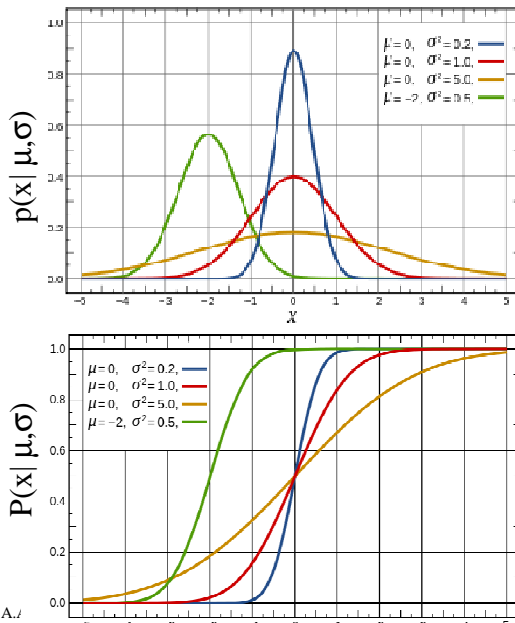 1.0
μ=0, σ²=0.2,
μ=0, σ²=1.0,
μ=0, σ²=5.0,
μ=−2, σ²=0.5,
0.8
0.6
0.4
0.2
0.0
−5 −4 −3 −2 −1 0 1 2 3 4 5
x
p(x| μ,σ)
1.0
μ=0, σ²=0.2,
μ=0, σ²=1.0,
μ=0, σ²=5.0,
μ=−2, σ²=0.5,
0.8
0.6
0.4
0.2
0.0
P(x| μ,σ)